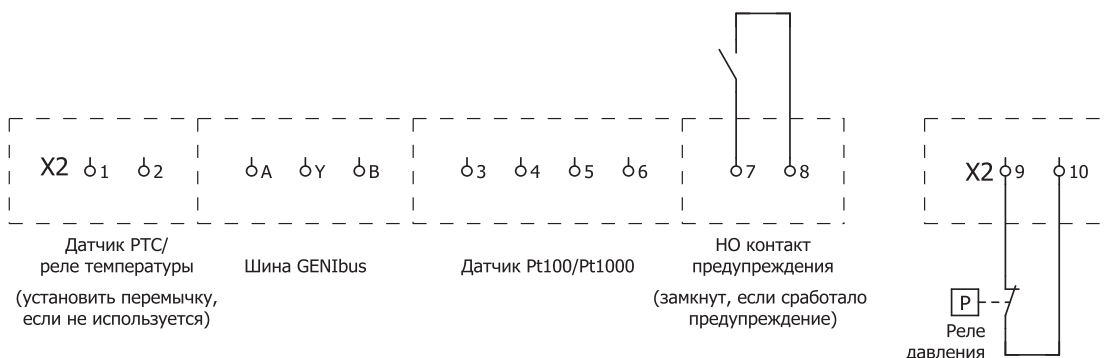 X2 1 2 A Y B 3 4 5 6 7 8 X2 9 10
Датчик PTC/
реле температуры
(установить перемычку,
если не используется)
Шина GENIbus
Датчик Pt100/Pt1000
НО контакт
предупреждения
(замкнут, если сработало
предупреждение)
P
Реле
давления